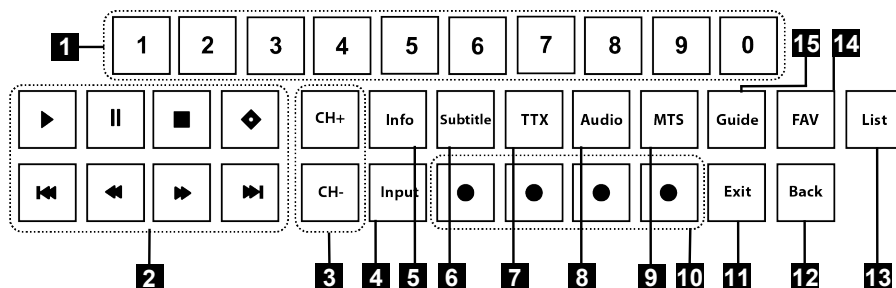 1 1 2 3 4 5 6 7 8 9 0 15 14
CH+ Info Subtitle TTX Audio MTS Guide FAV List
CH- Input Exit Back
2 3 4 5 6 7 8 9 10 11 12 13